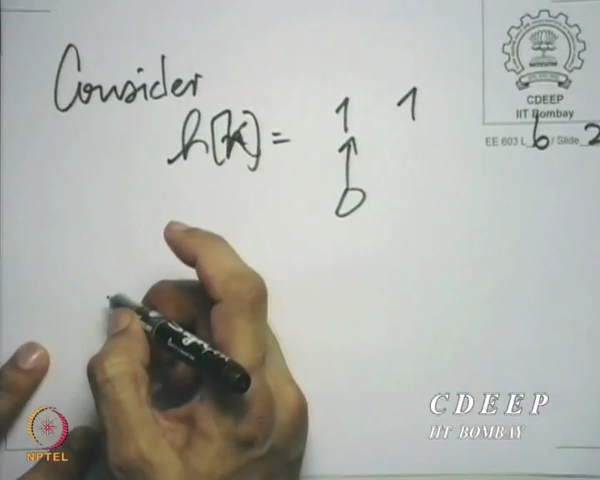 Consider
h[k] = 1 1
↑
0
CDEEP
IIT Bombay
EE 603 L 6 / Slide 2
CDEEP
IIT BOMBAY
NPTEL